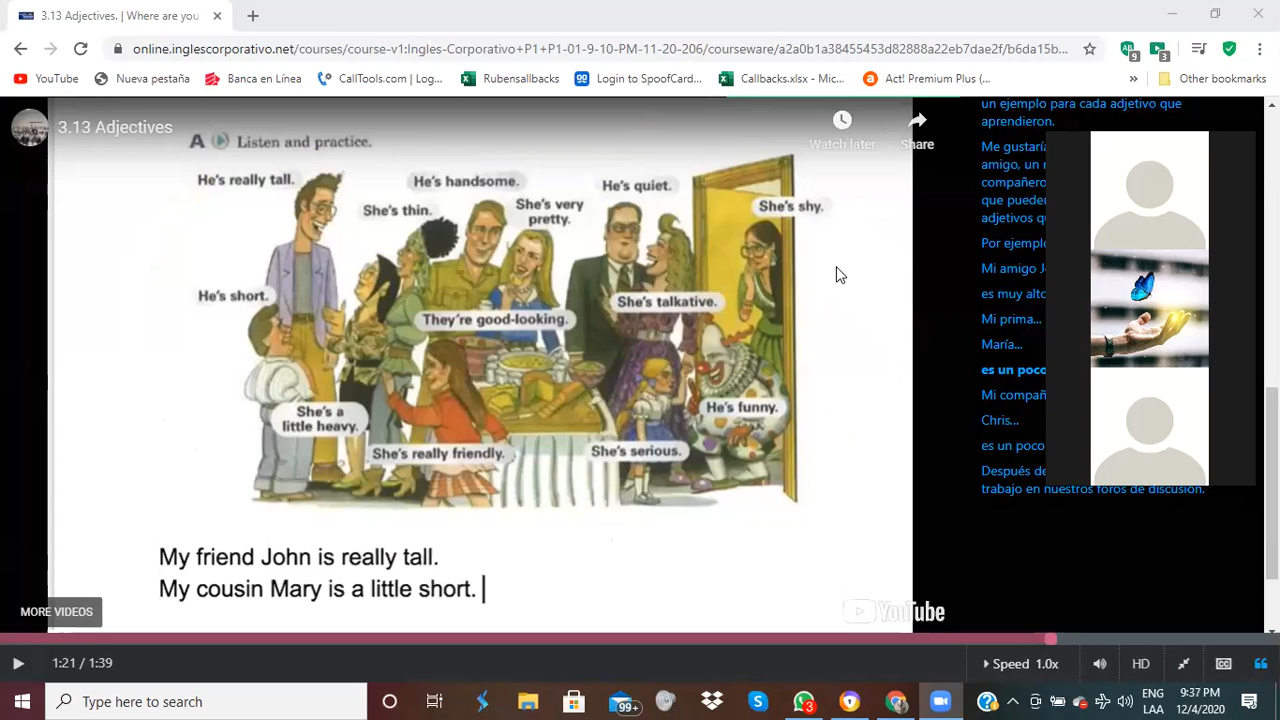 3.13 Adjectives. | Where are you
online.inglescorporativo.net/courses/course-v1:Ingles-Corporativo+P1+P1-01-9-10-PM-11-20-206/courseware/a2a0b1a38455453d82888a22eb7dae2f/b6da15b...
9
3
YouTube
Nueva pestaña
Banca en Línea
CallTools.com | Log...
Rubensallbacks
Login to SpoofCard...
Callbacks.xlsx - Mic...
Act! Premium Plus (...
»
Other bookmarks
3.13 Adjectives
Watch later
Share
A Listen and practice.
He's really tall.
He's handsome.
He's quiet.
She's thin.
She's very
pretty.
She's shy.
He's short.
They're good-looking.
She's talkative.
She's a
little heavy.
She's really friendly.
She's serious.
He's funny.
My friend John is really tall.
My cousin Mary is a little short.
MORE VIDEOS
YouTube
un ejemplo para cada adjetivo que
aprendieron.
Me gustaría
amigo, un
compañero
que pueden
adjetivos
Por ejemplo
Mi amigo
es muy alto
Mi prima...
María...
es un poco
Mi
Chris...
es un poco
Después de
trabajo en nuestros foros de discusión.
1:21 / 1:39
Speed 1.0x
HD
Type here to search
99+
3
ENG
LAA
9:37 PM
12/4/2020